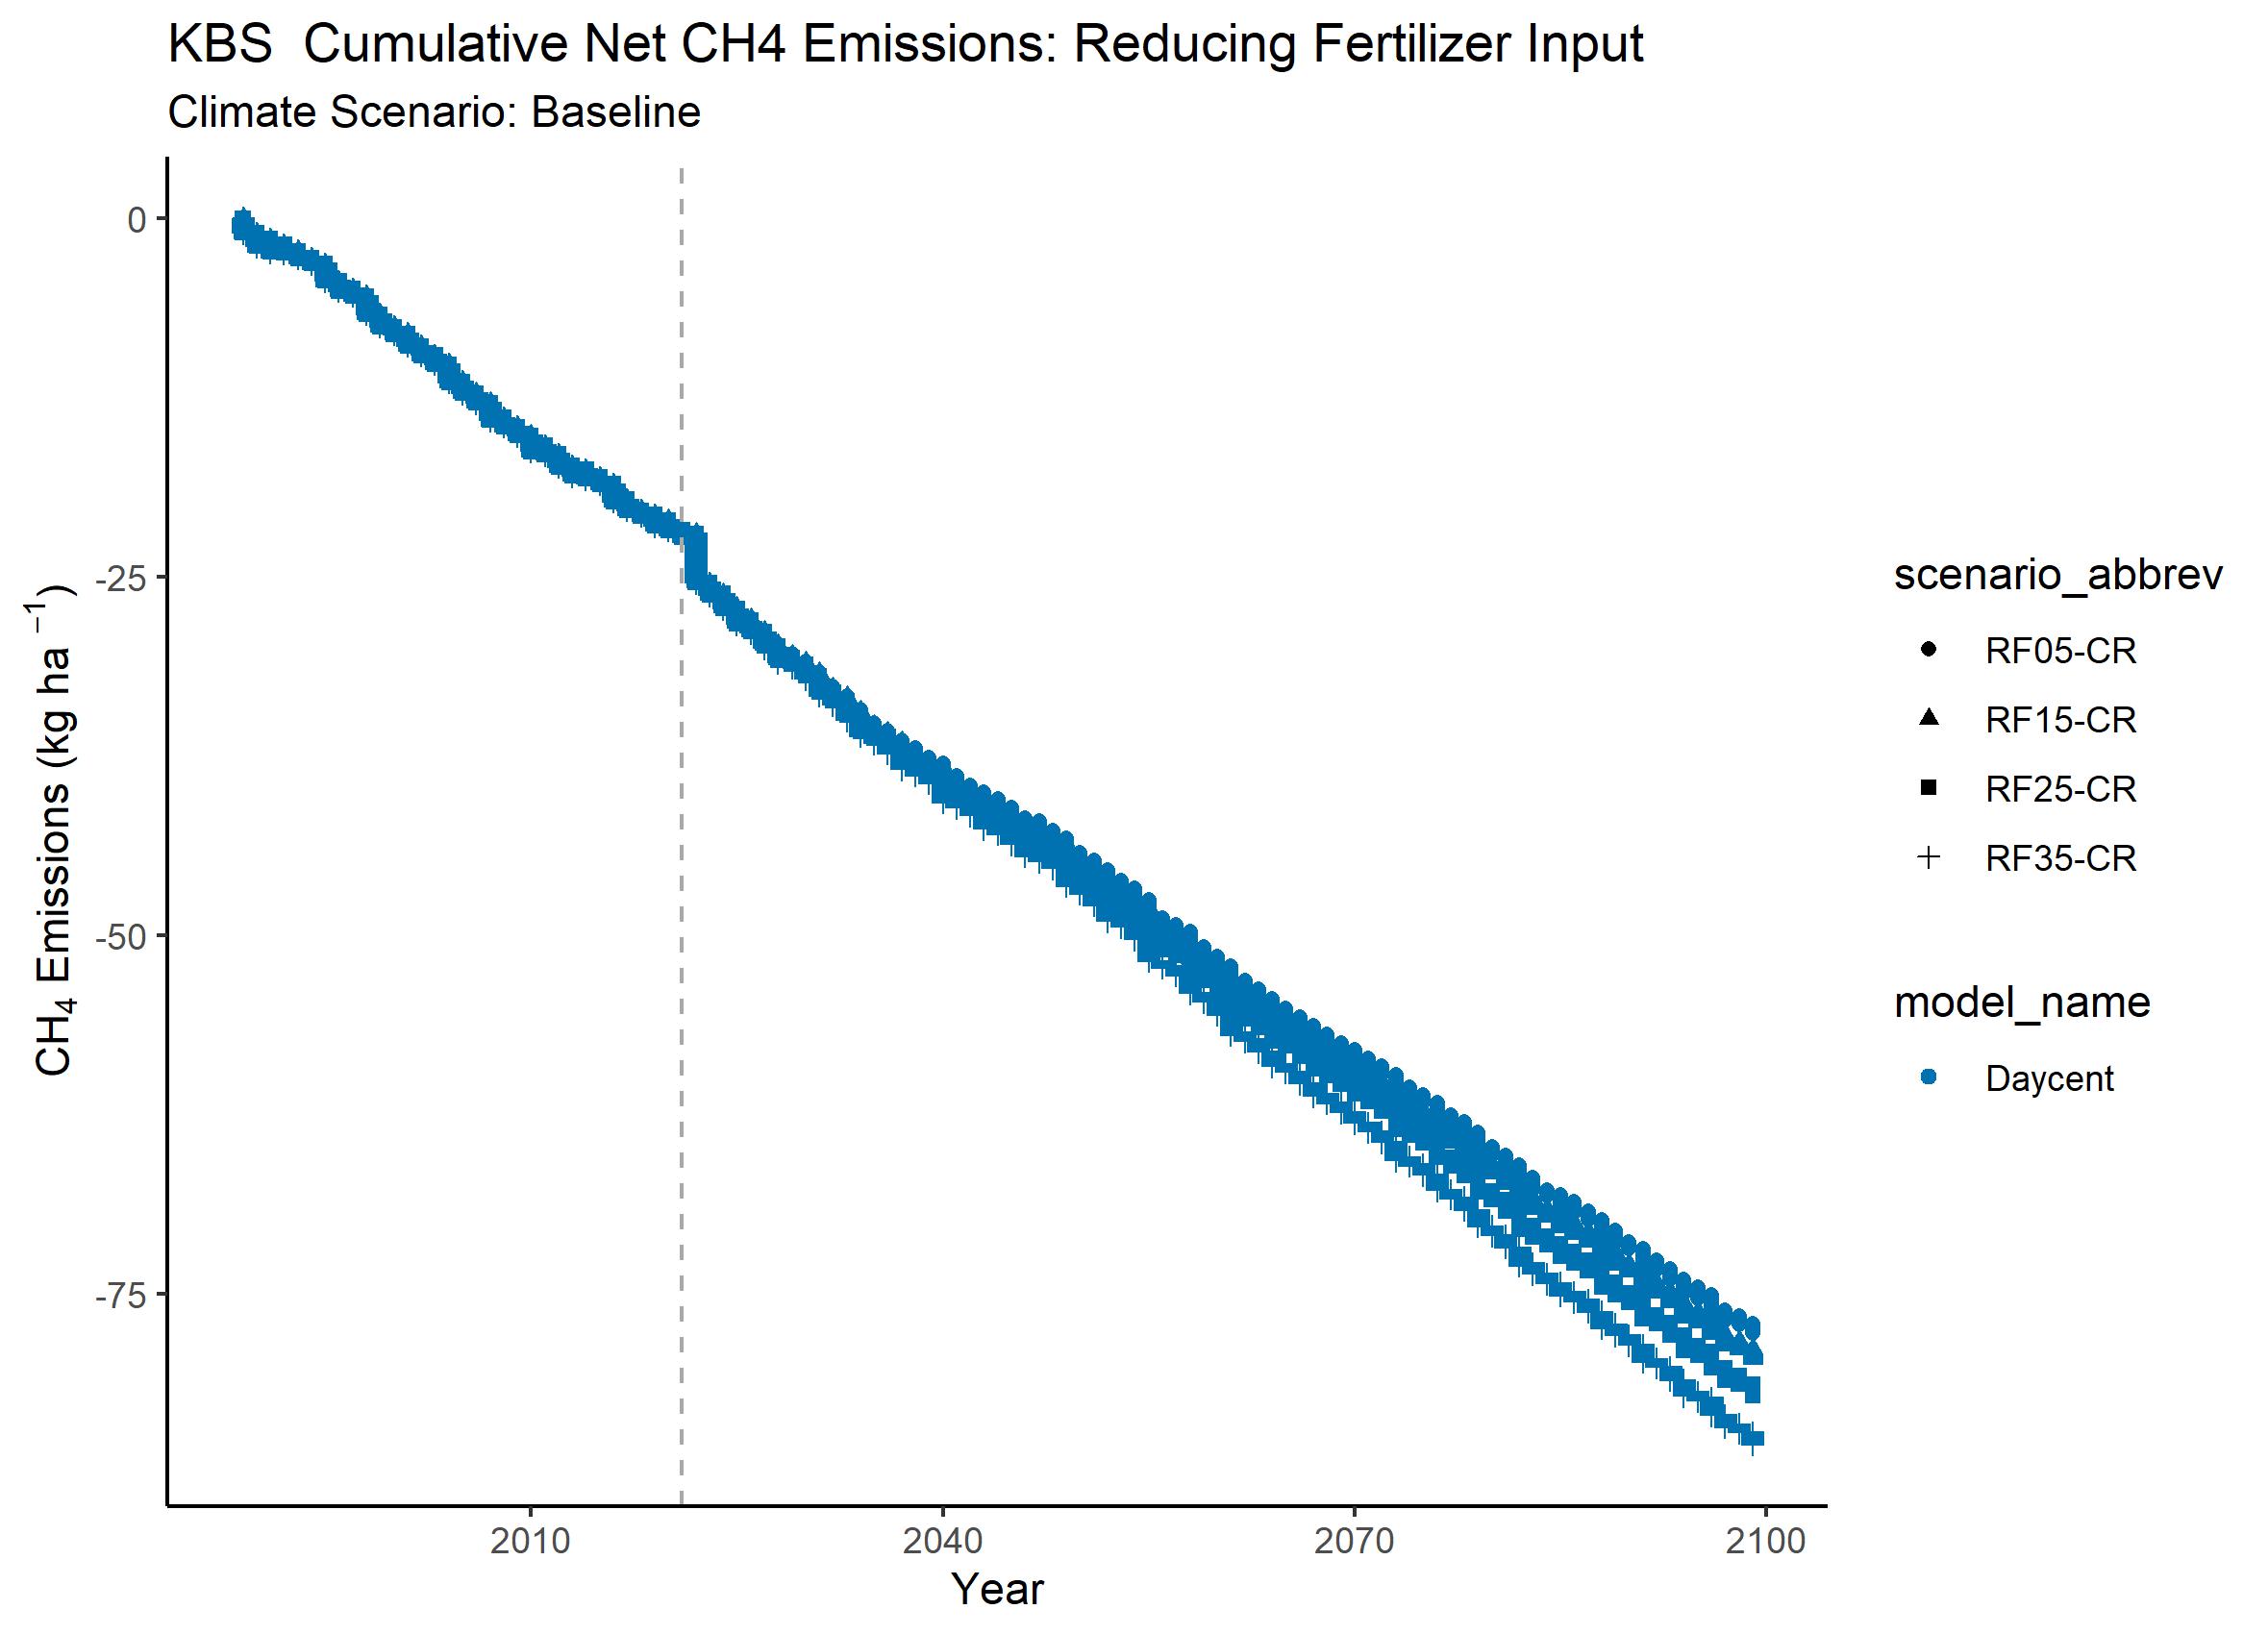 KBS  Cumulative Net CH4 Emissions: Reducing Fertilizer Input
Climate Scenario: Baseline
CH₄ Emissions (kg ha ⁻¹)
0
-25
-50
-75
2010
2040
2070
2100
Year
scenario_abbrev
RF05-CR
RF15-CR
RF25-CR
RF35-CR
model_name
Daycent